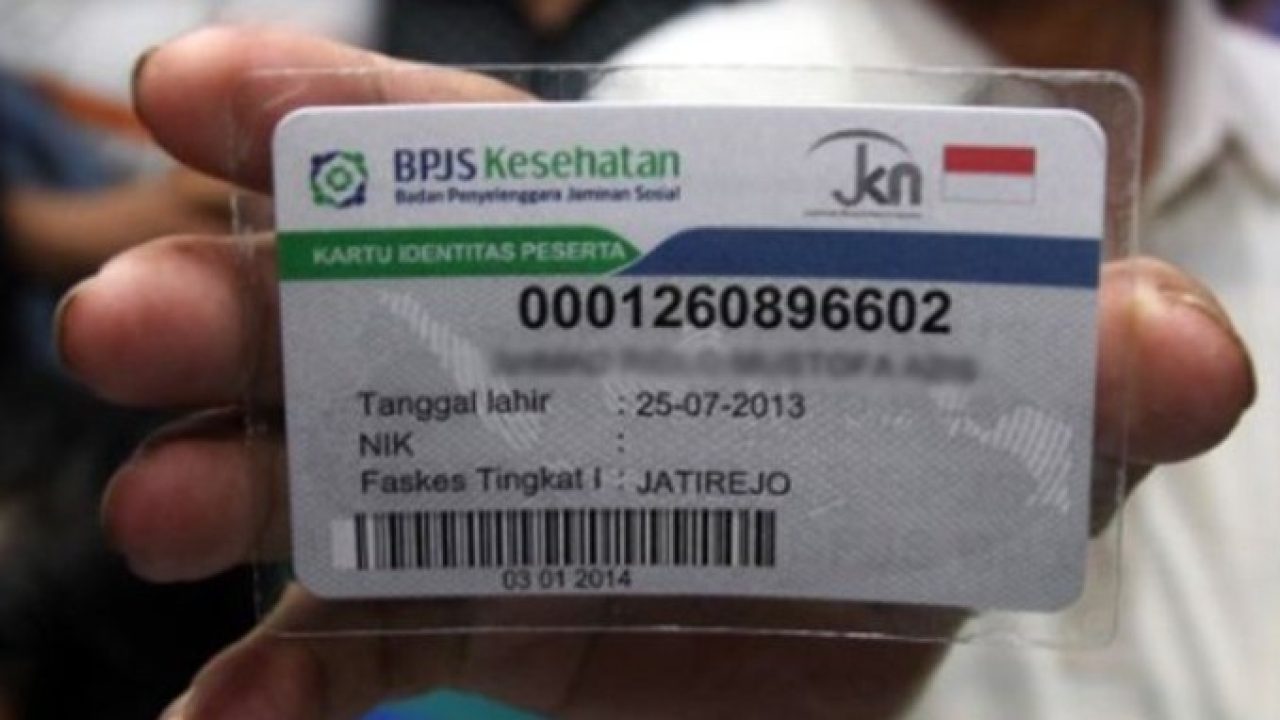 BPJS Kesehatan
Badan Penyelenggara Jaminan Sosial
jkn
KARTU IDENTITAS PESERTA
0001260896602
Tanggal lahir : 25-07-2013
NIK :
Faskes Tingkat I : JATIREJO
03 01 2014